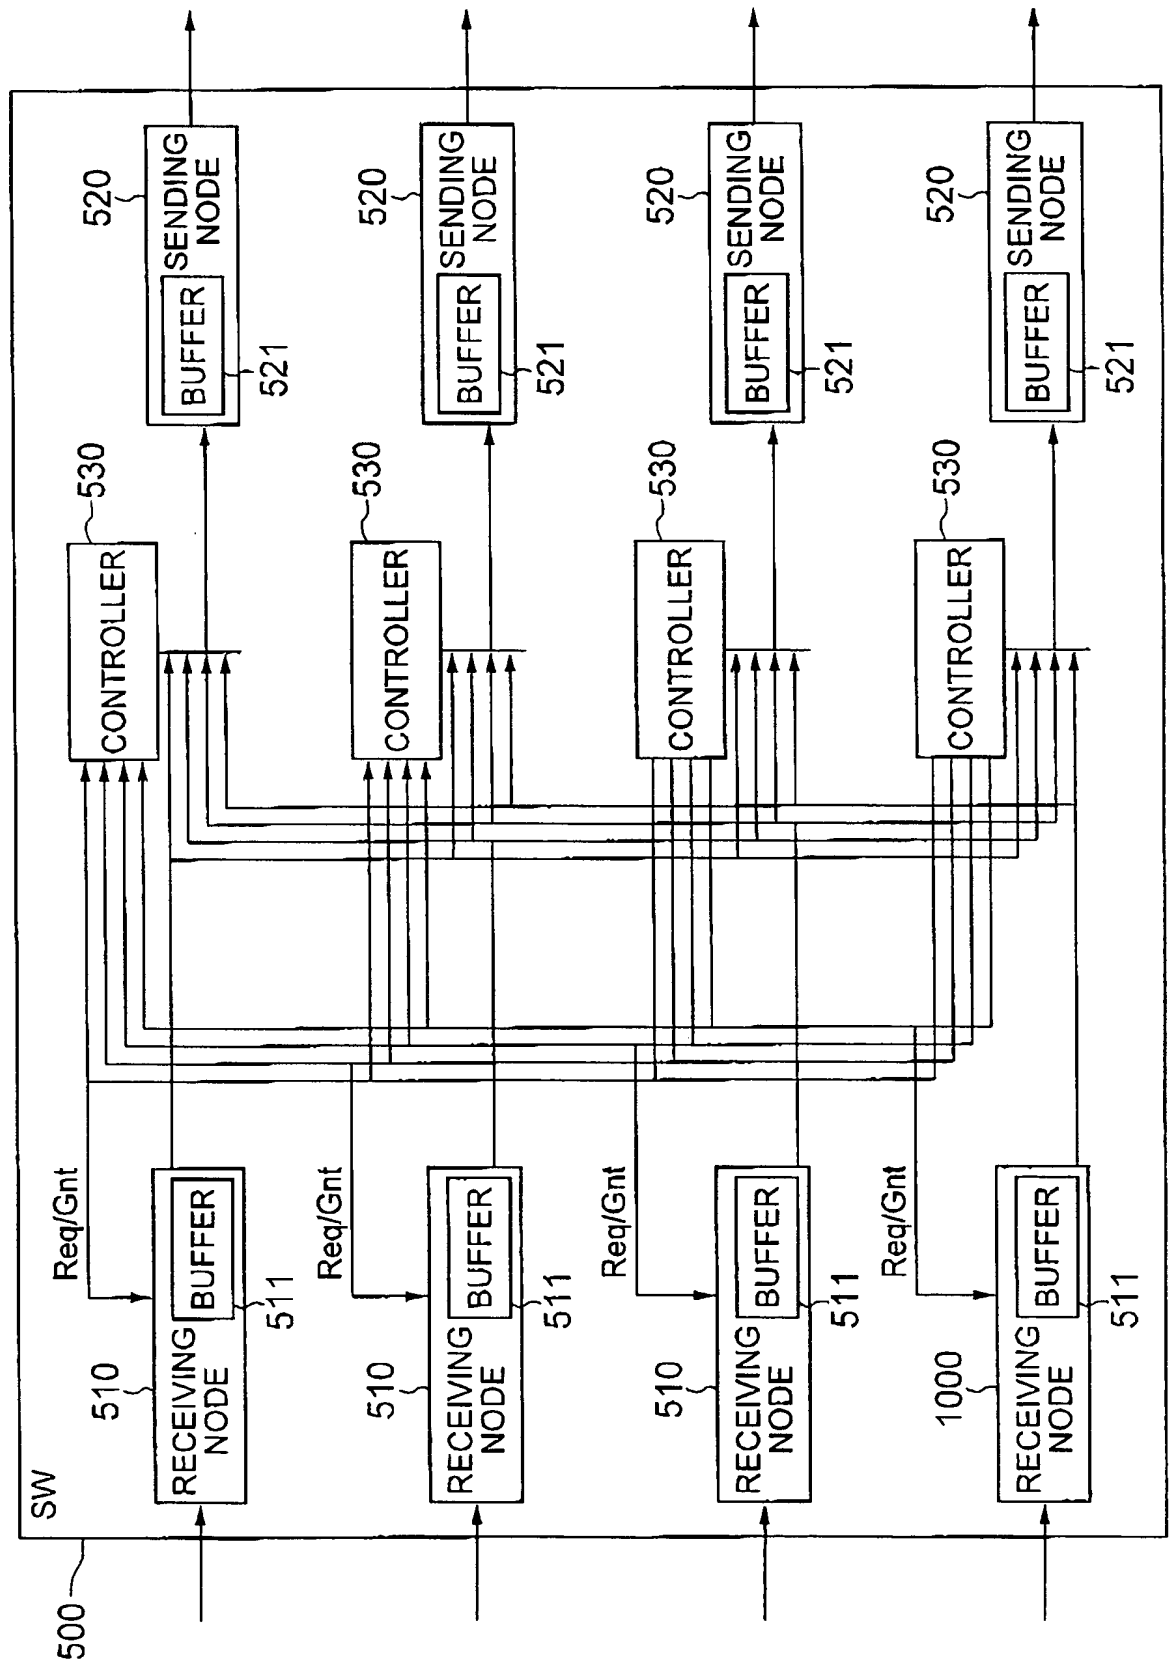 500
SW
510
RECEIVING
NODE
BUFFER
511
Req/Gnt
CONTROLLER
530
BUFFER
521
SENDING
NODE
520
510
RECEIVING
NODE
BUFFER
511
Req/Gnt
CONTROLLER
530
BUFFER
521
SENDING
NODE
520
510
RECEIVING
NODE
BUFFER
511
Req/Gnt
CONTROLLER
530
BUFFER
521
SENDING
NODE
520
1000
RECEIVING
NODE
BUFFER
511
Req/Gnt
CONTROLLER
530
BUFFER
521
SENDING
NODE
520